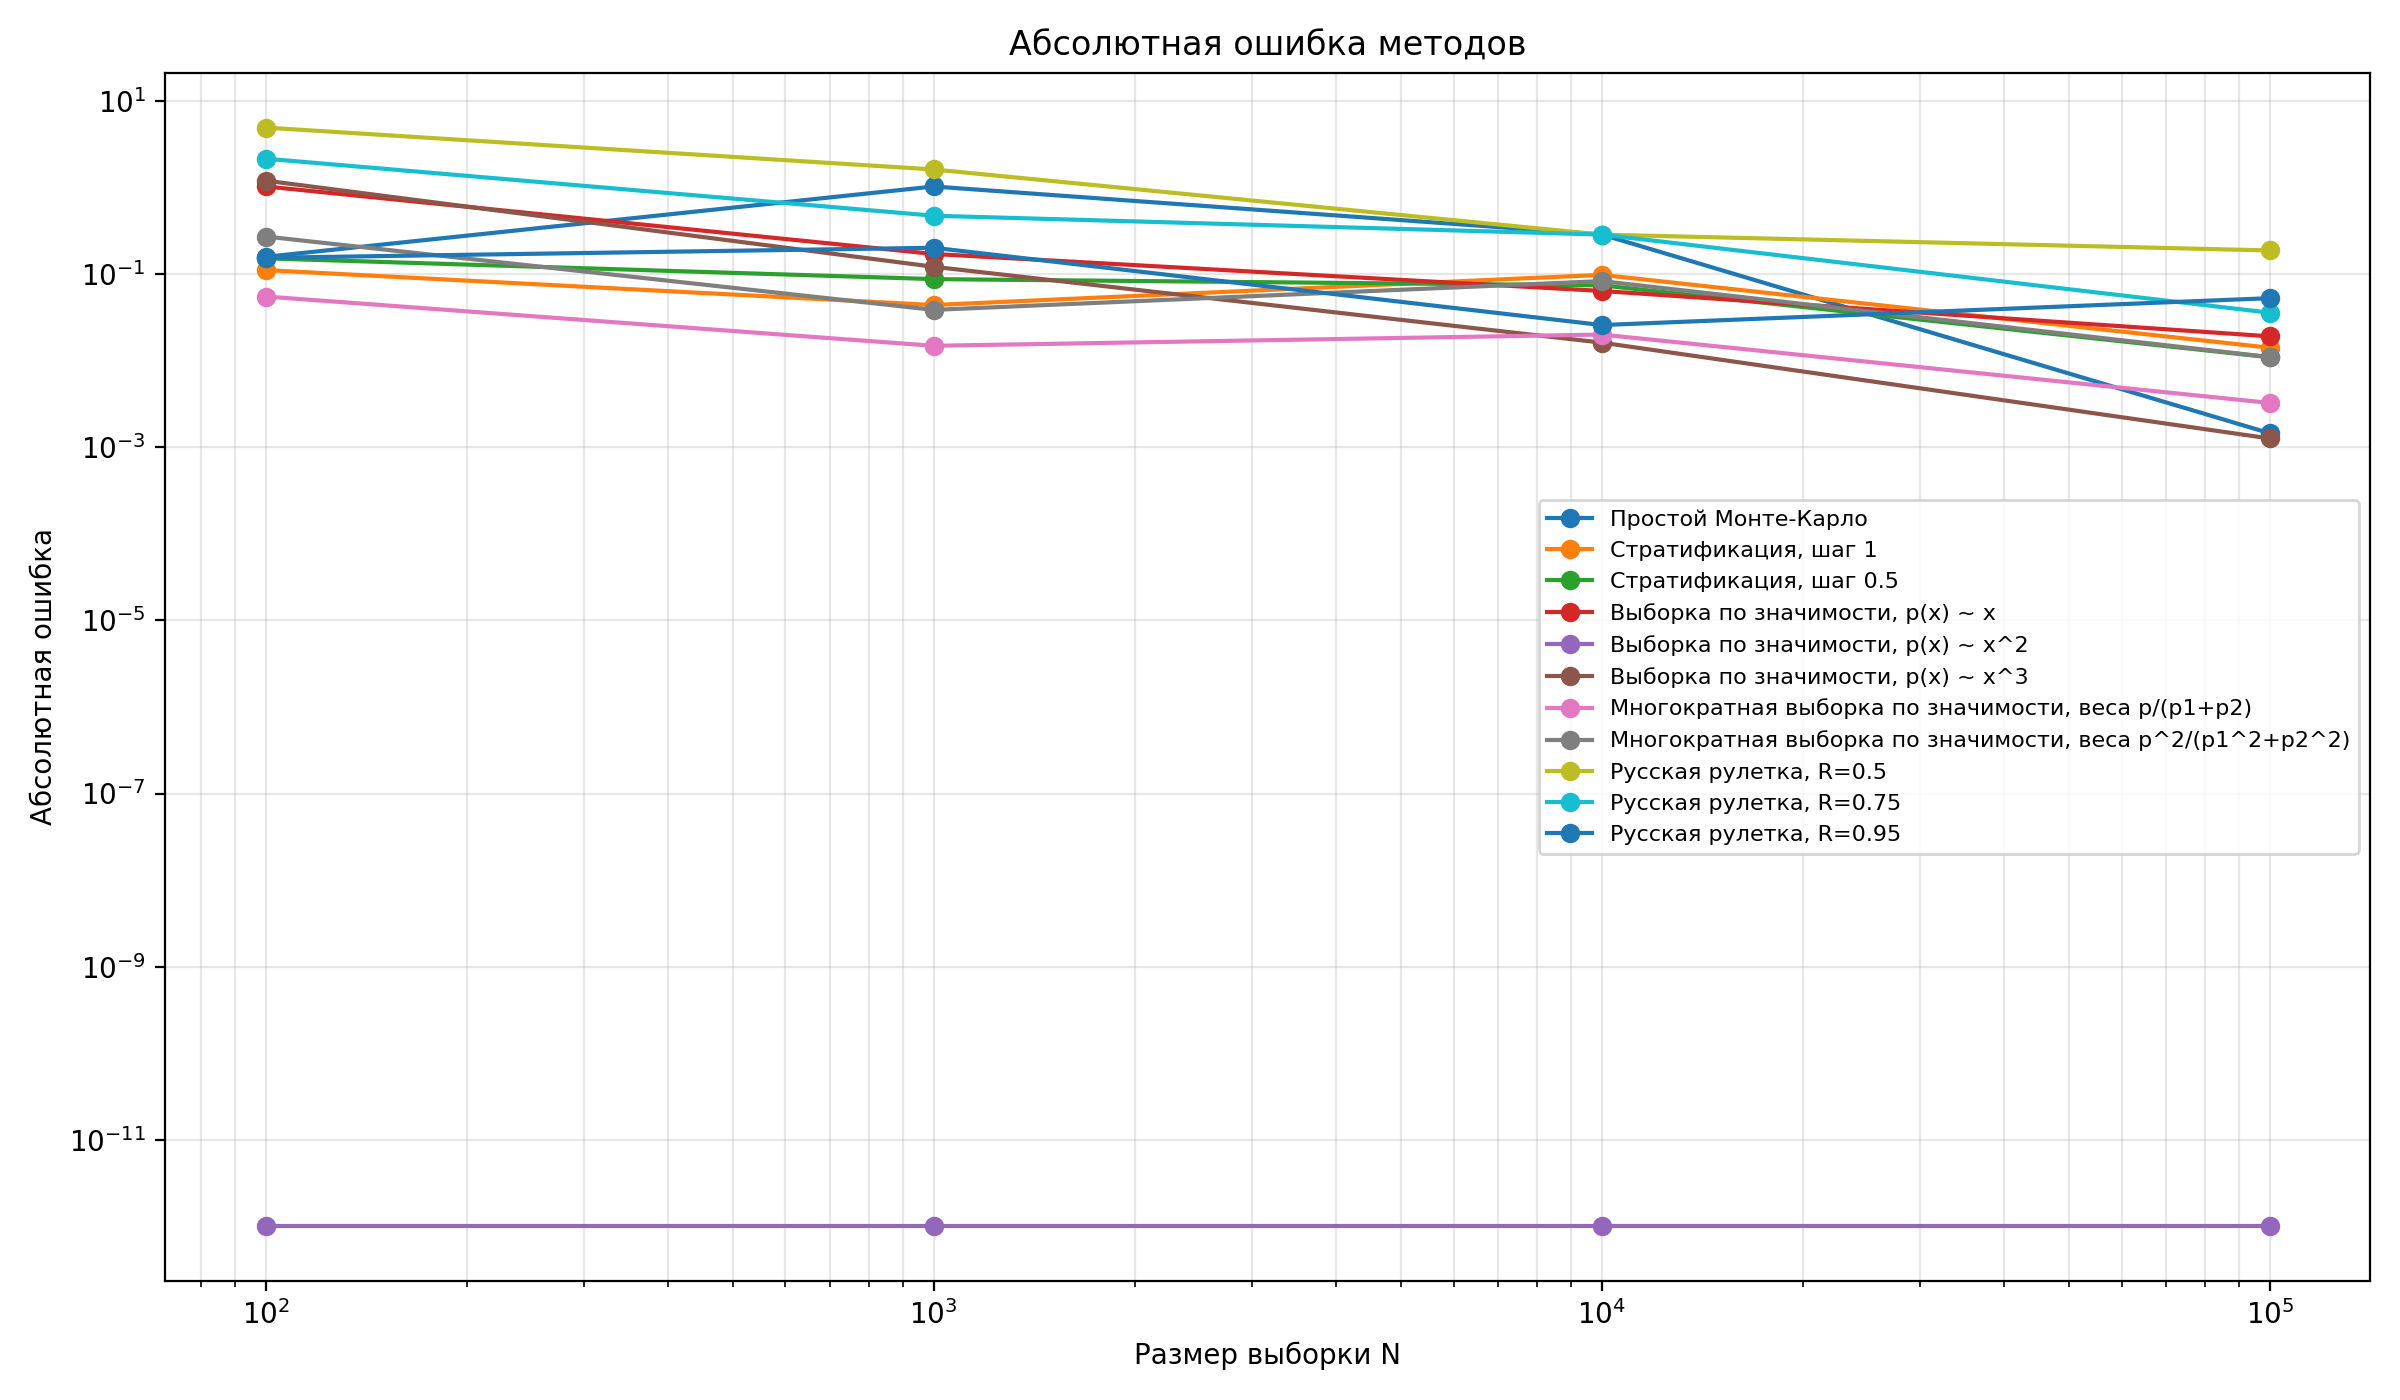 Абсолютная ошибка методов
Абсолютная ошибка
10^1
10^−1
10^−3
10^−5
10^−7
10^−9
10^−11
Простой Монте-Карло
Стратификация, шаг 1
Стратификация, шаг 0.5
Выборка по значимости, p(x) ~ x
Выборка по значимости, p(x) ~ x^2
Выборка по значимости, p(x) ~ x^3
Многократная выборка по значимости, веса p/(p1+p2)
Многократная выборка по значимости, веса p^2/(p1^2+p2^2)
Русская рулетка, R=0.5
Русская рулетка, R=0.75
Русская рулетка, R=0.95
10^2 10^3 10^4 10^5
Размер выборки N